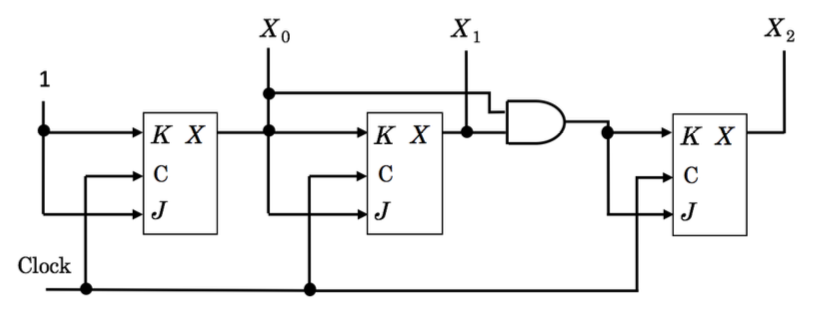 X₀ X₁ X₂
1
K X K X K X
C C C
J J J
Clock